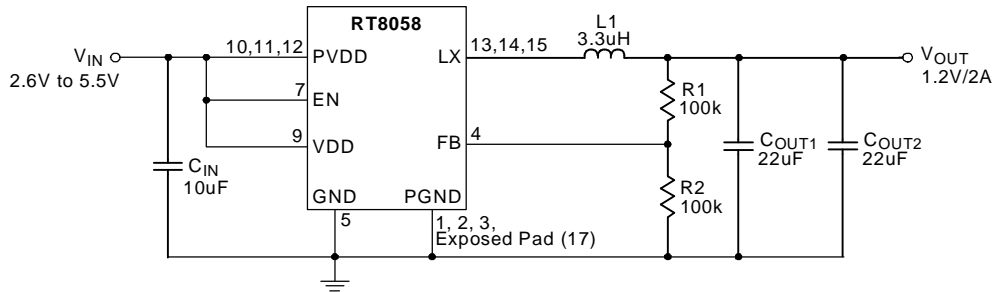 RT8058
V_IN
2.6V to 5.5V
10,11,12
PVDD
LX
13,14,15
L1
3.3uH
V_OUT
1.2V/2A
7
EN
R1
100k
9
VDD
FB
4
C_IN
10uF
C_OUT1
22uF
C_OUT2
22uF
R2
100k
GND
PGND
5
1, 2, 3,
Exposed Pad (17)